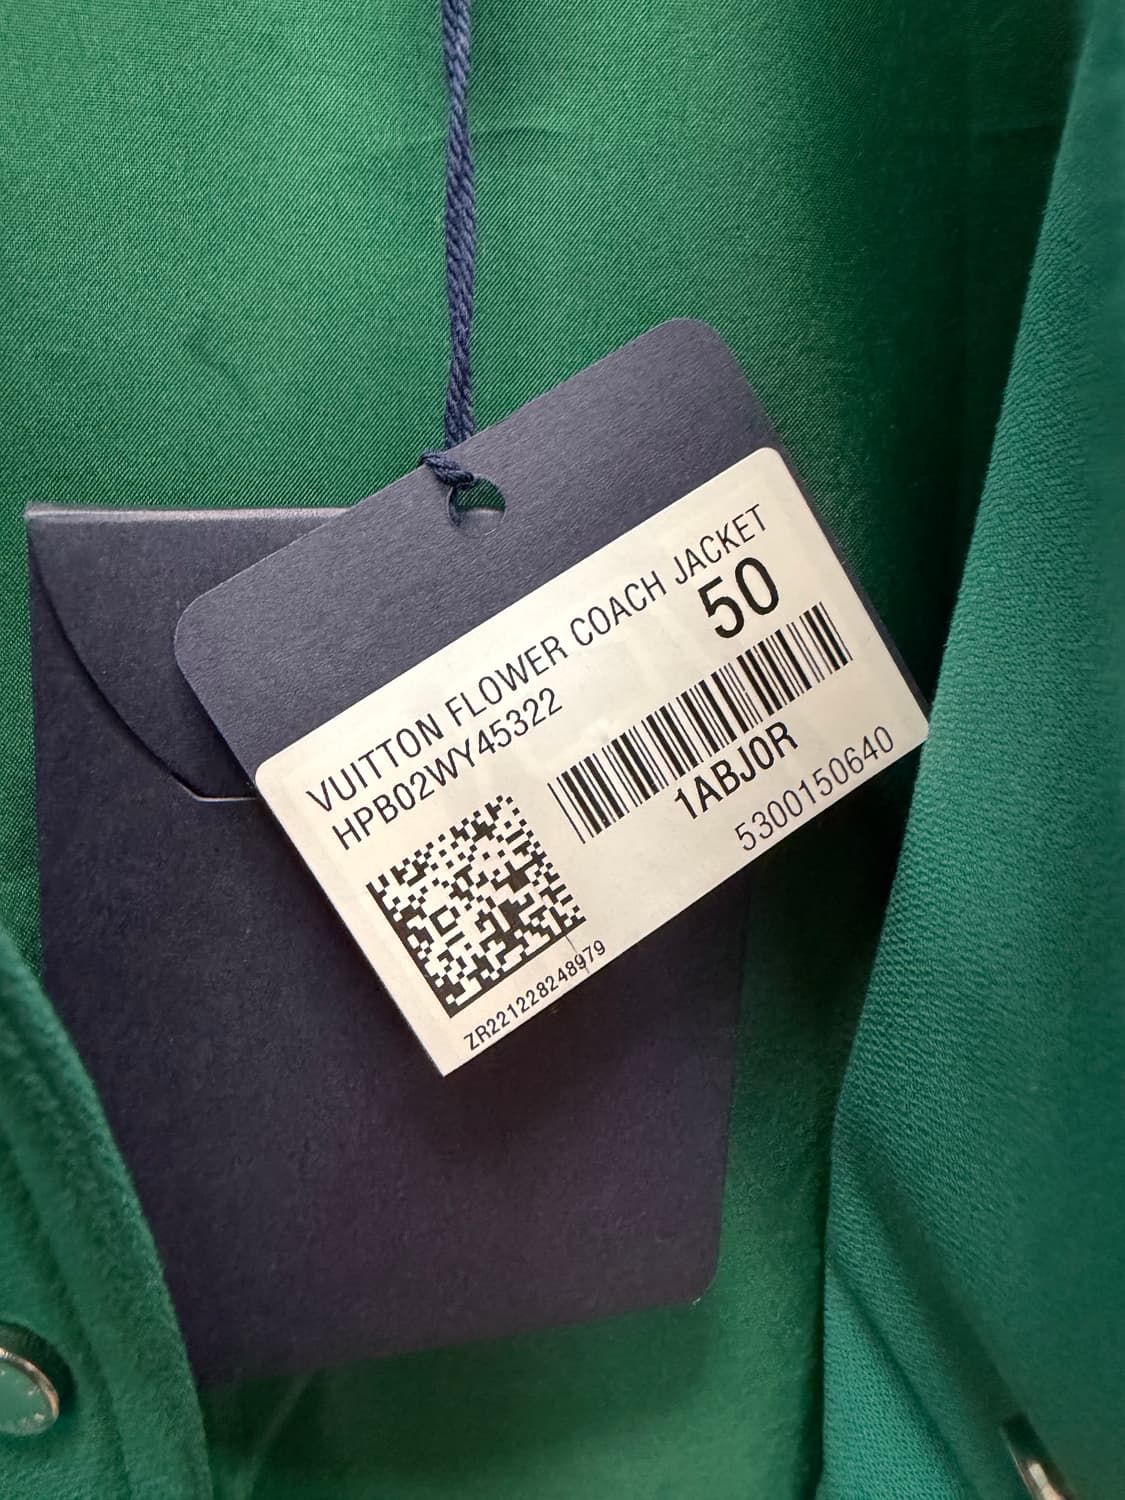 VUITTON FLOWER COACH JACKET
HPB02WY45322
50
1ABJ0R
5300150640
ZR221228248979